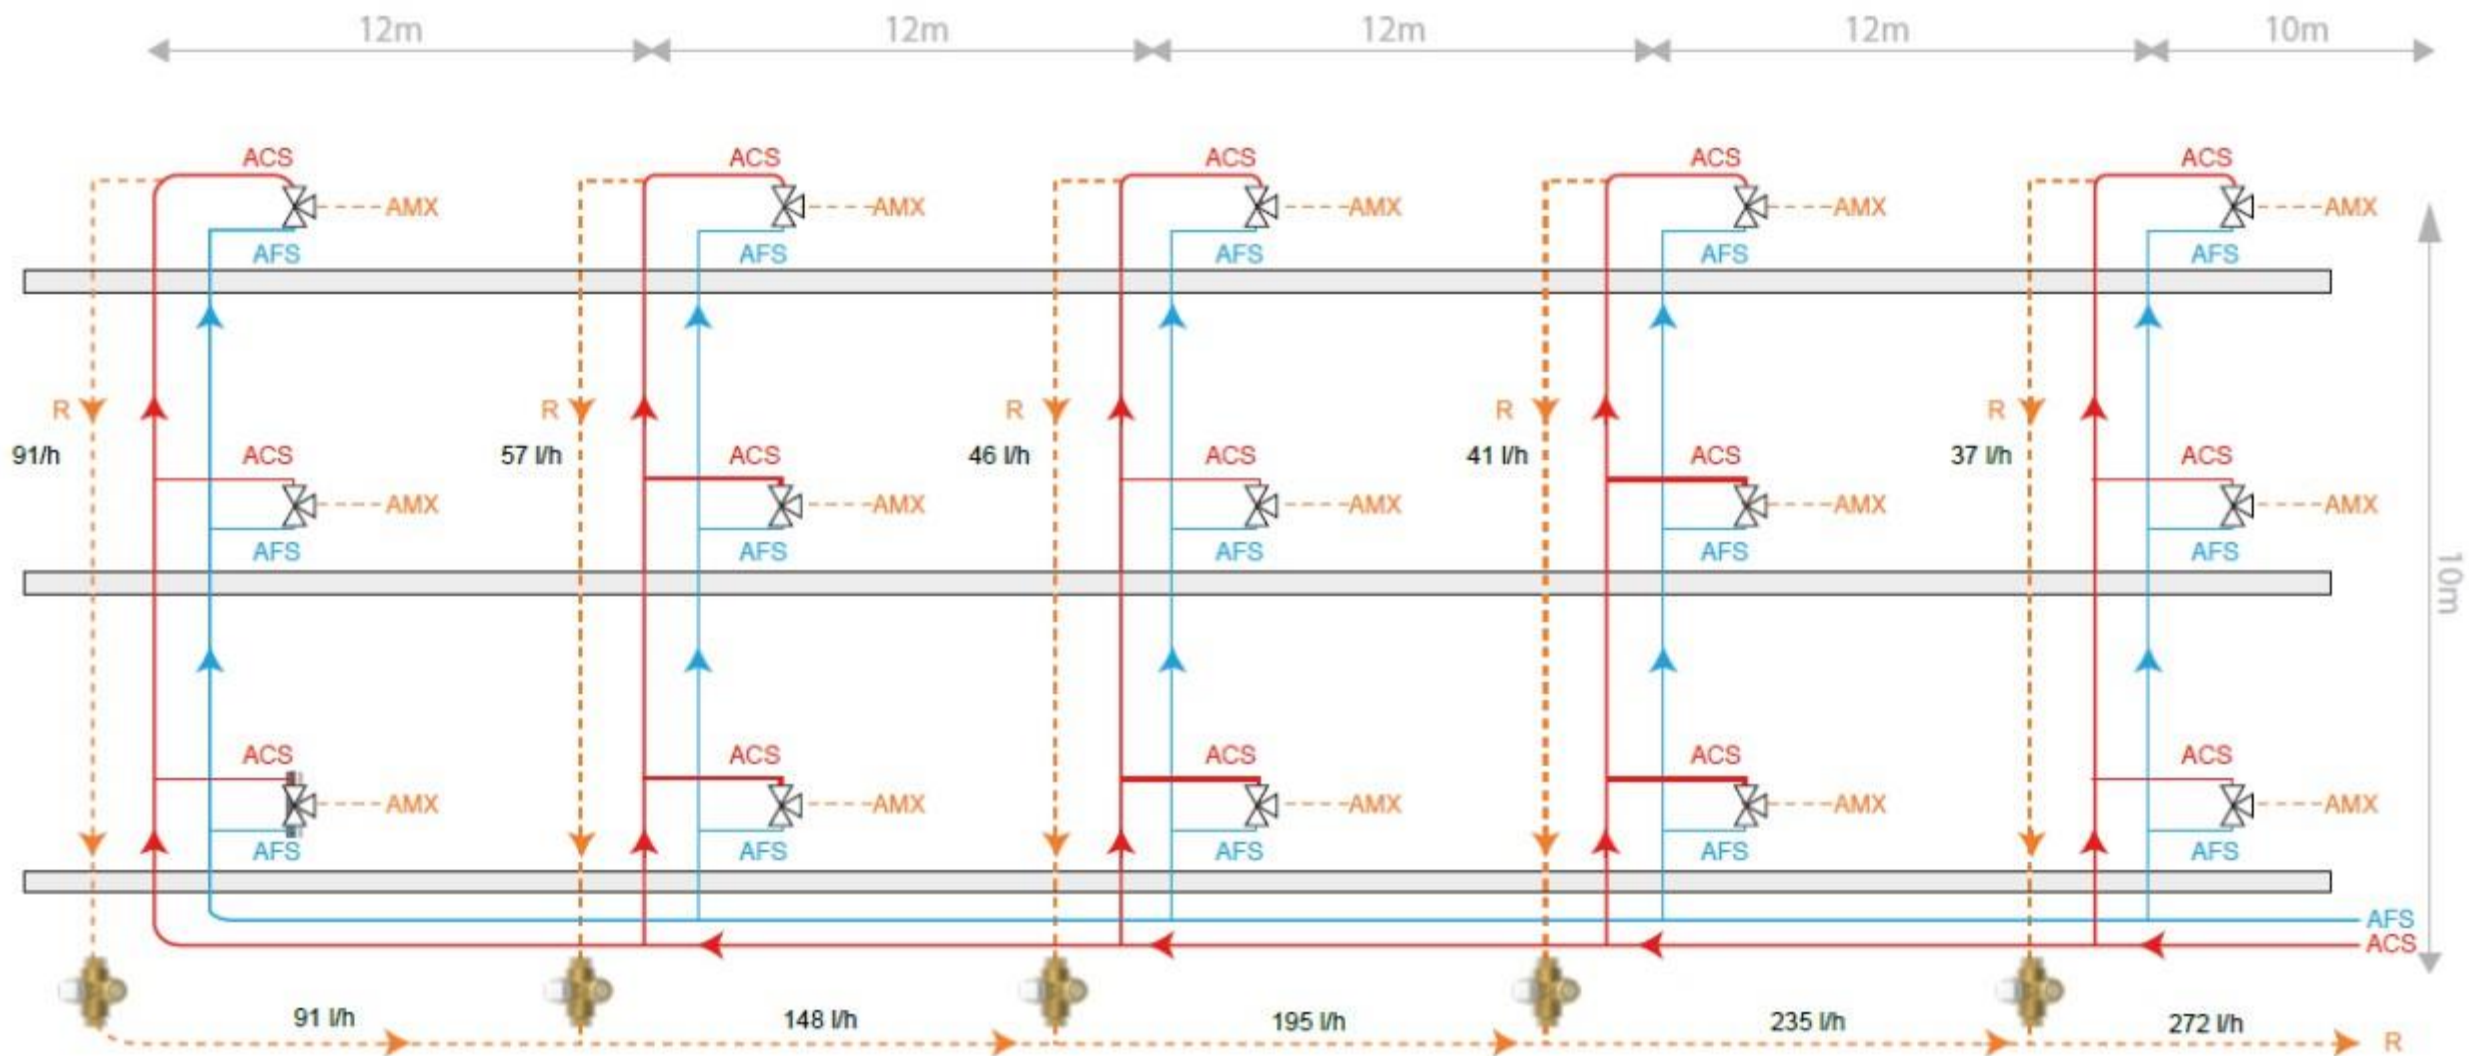 12m 12m 12m 12m 10m
ACS ACS ACS ACS ACS
AMX AMX AMX AMX AMX
AFS AFS AFS AFS AFS
R R R R R
91/h 57 l/h 46 l/h 41 l/h 37 l/h
ACS ACS ACS ACS ACS
AMX AMX AMX AMX AMX
AFS AFS AFS AFS AFS
10m
ACS ACS ACS ACS ACS
AMX AMX AMX AMX AMX
AFS AFS AFS AFS AFS
AFS
ACS
91 l/h 148 l/h 195 l/h 235 l/h 272 l/h
R